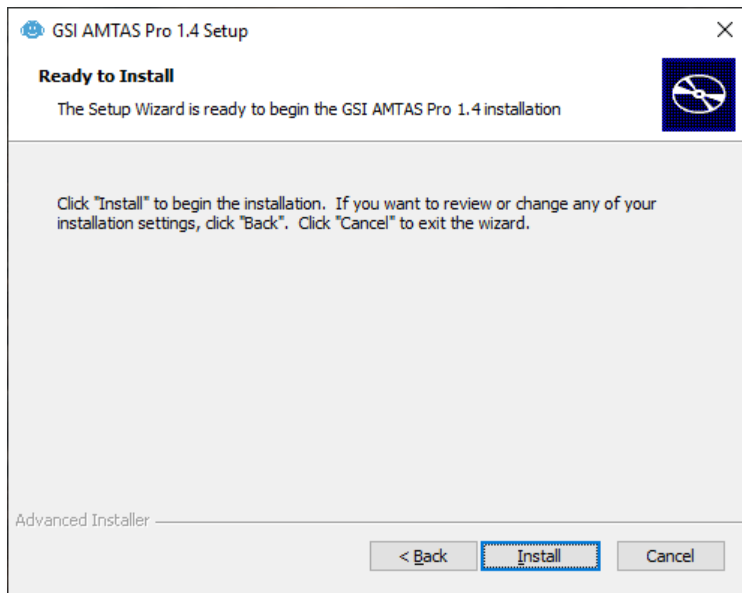 GSI AMTAS Pro 1.4 Setup
Ready to Install
The Setup Wizard is ready to begin the GSI AMTAS Pro 1.4 installation
Click "Install" to begin the installation.  If you want to review or change any of your
installation settings, click "Back".  Click "Cancel" to exit the wizard.
Advanced Installer
< Back
Install
Cancel